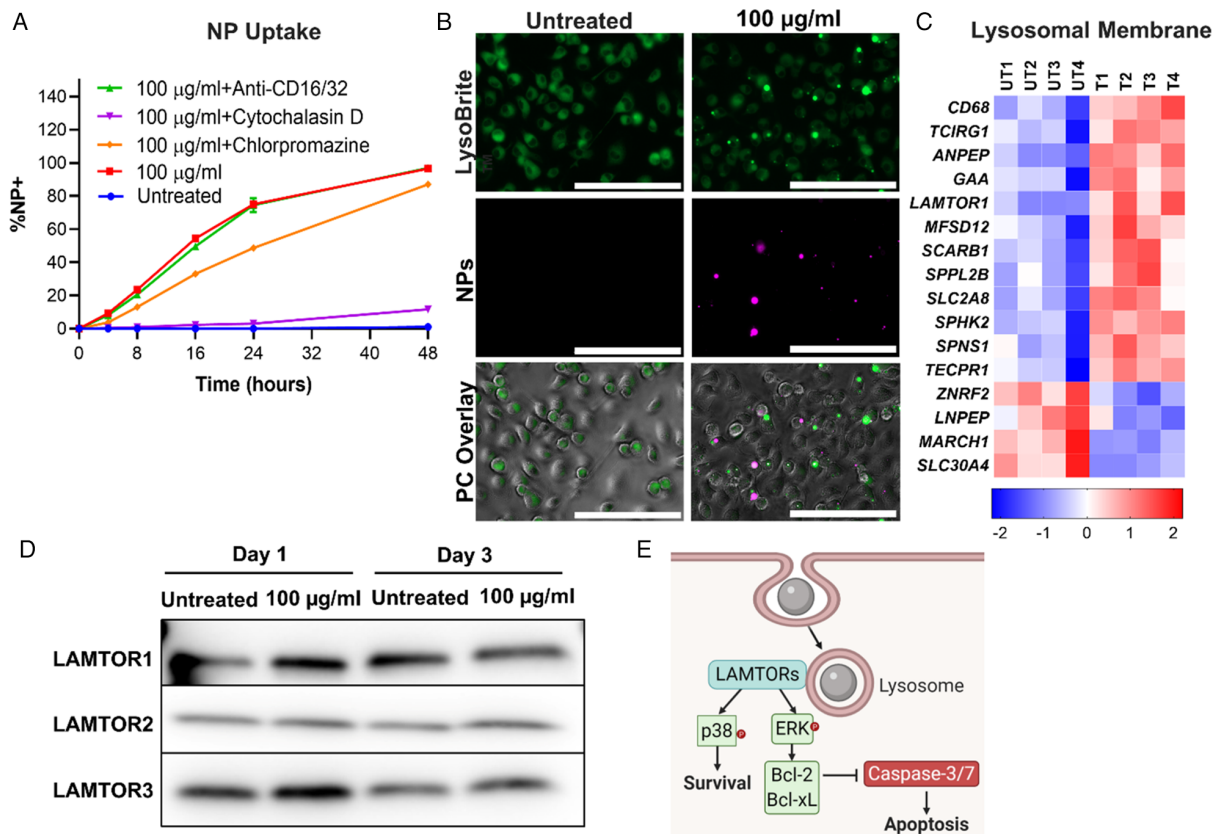 A
NP Uptake
%NP+
140
120
100
80
60
40
20
0
100 μg/ml+Anti-CD16/32
100 μg/ml+Cytochalasin D
100 μg/ml+Chlorpromazine
100 μg/ml
Untreated
0 8 16 24 32 40 48
Time (hours)
B
Untreated 100 μg/ml
LysoBrite
NPs
PC Overlay
C
Lysosomal Membrane
UT1 UT2 UT3 UT4 T1 T2 T3 T4
CD68
TCIRG1
ANPEP
GAA
LAMTOR1
MFSD12
SCARB1
SPPL2B
SLC2A8
SPHK2
SPNS1
TECPR1
ZNRF2
LNPEP
MARCH1
SLC30A4
-2 -1 0 1 2
D
Day 1 Day 3
Untreated 100 μg/ml Untreated 100 μg/ml
LAMTOR1
LAMTOR2
LAMTOR3
E
LAMTORs
Lysosome
p38 P
ERK P
Survival
Bcl-2
Bcl-xL
Caspase-3/7
Apoptosis